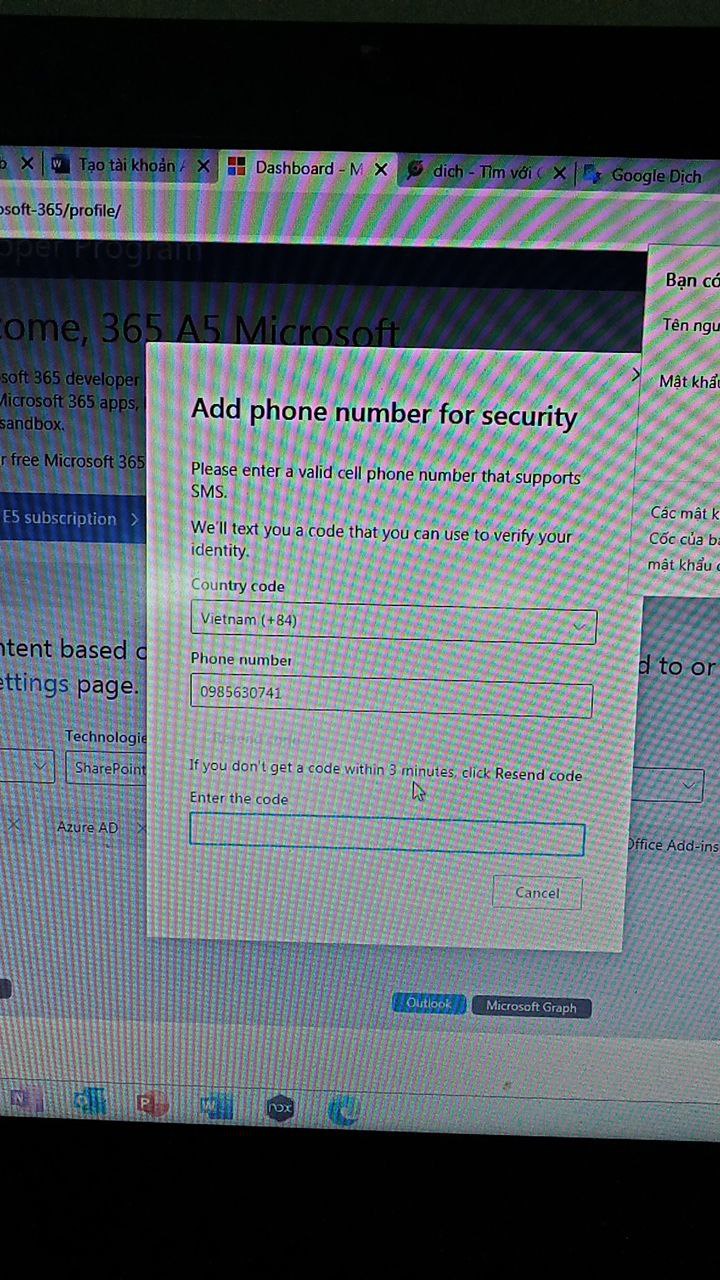 Tạo tài khoản
Dashboard - M
dich - Tìm với
Google Dịch
osoft-365/profile/
oper Program
come, 365 A5 Microsoft
Bạn có
Tên ngư
Mật khẩu
soft 365 developer
Microsoft 365 apps,
sandbox.
r free Microsoft 365
E5 subscription
Add phone number for security
Please enter a valid cell phone number that supports
SMS.
We'll text you a code that you can use to verify your
identity.
Country code
Vietnam (+84)
Phone number
0985630741
Resend code
If you don't get a code within 3 minutes, click Resend code
Enter the code
Cancel
Các mật k
Cốc của bạ
mật khẩu c
ntent based o
ettings page.
d to or
Technologie
SharePoint
Azure AD
Office Add-ins
Outlook
Microsoft Graph
nox